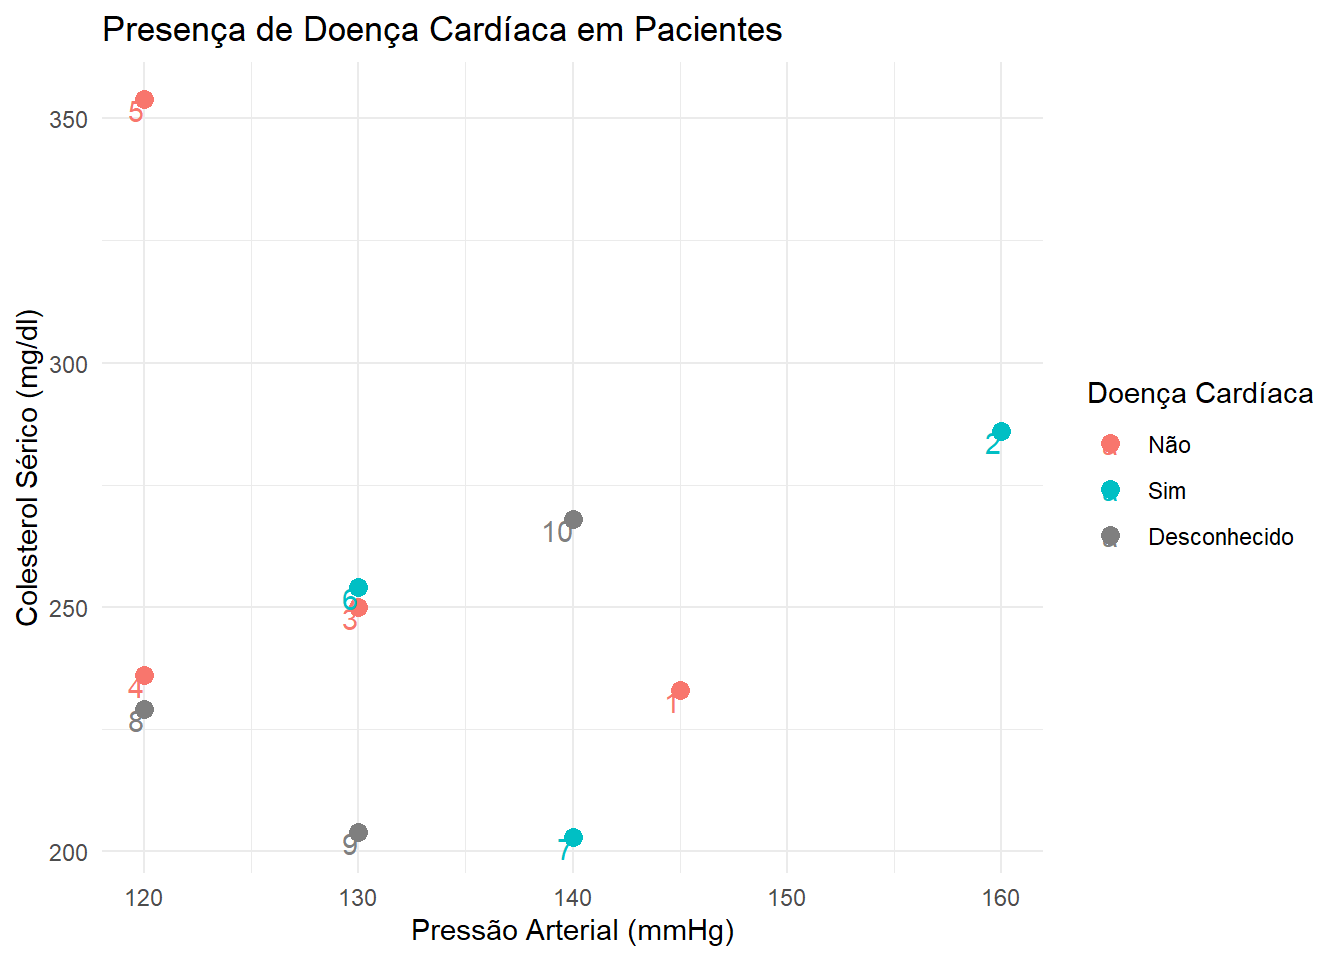 Presença de Doença Cardíaca em Pacientes
Colesterol Sérico (mg/dl)
350
300
250
200
5
2
10
6
3
4
1
8
9
7
120 130 140 150 160
Pressão Arterial (mmHg)
Doença Cardíaca
Não
Sim
Desconhecido